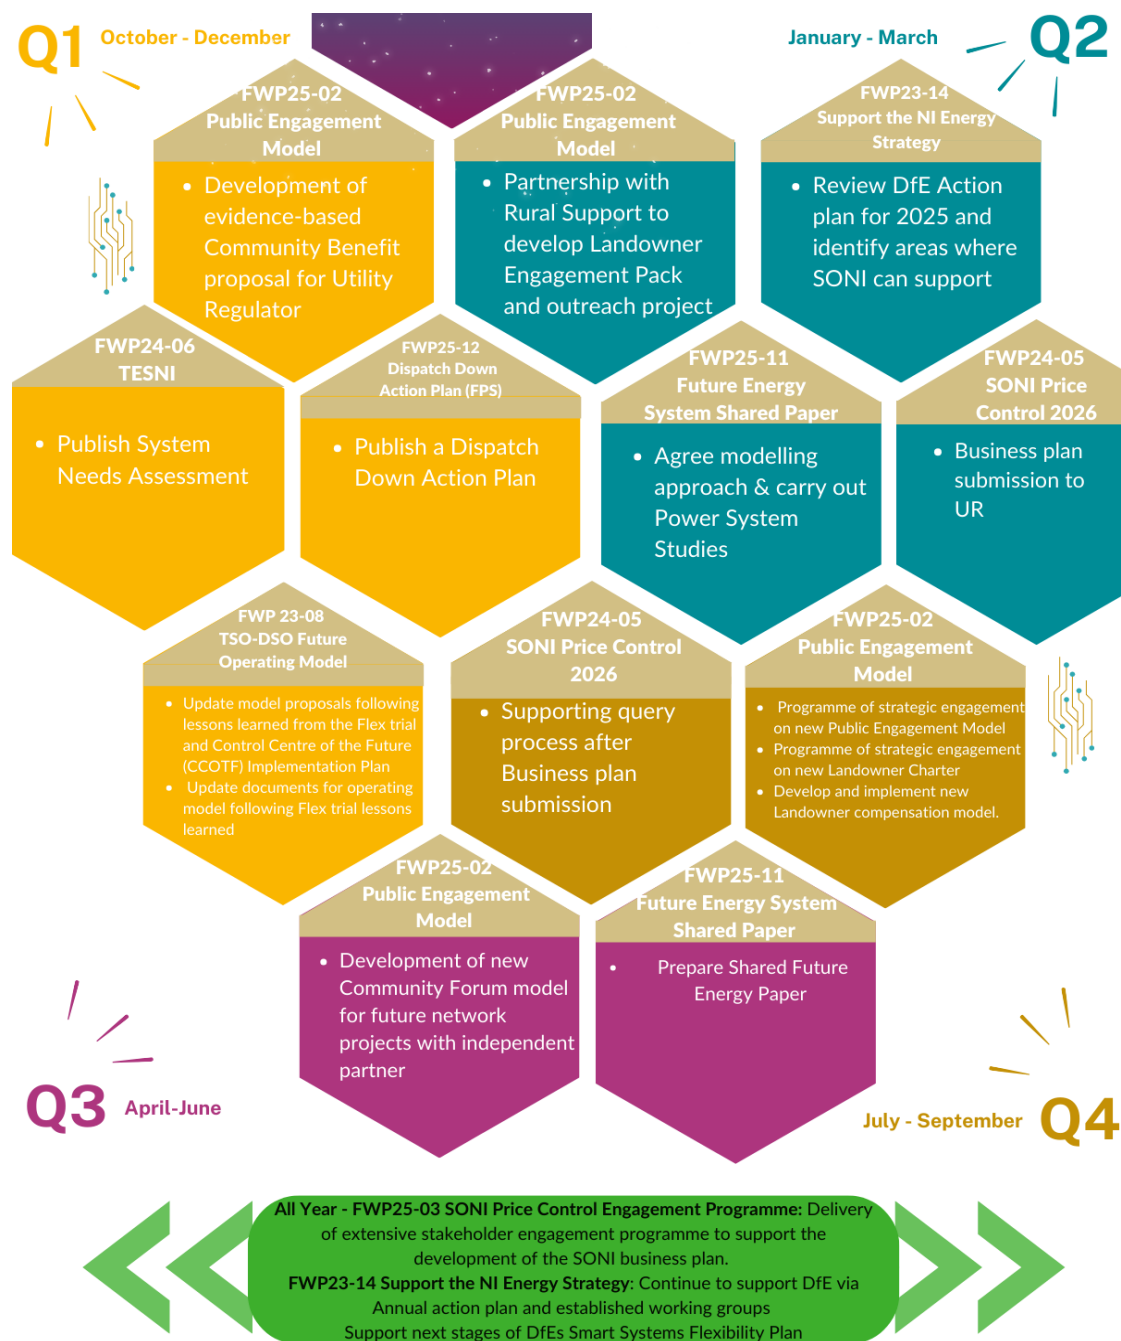 Q1
October - December
January - March
Q2
FWP25-02
Public Engagement
Model
• Development of
evidence-based
Community Benefit
proposal for Utility
Regulator
FWP25-02
Public Engagement
Model
• Partnership with
Rural Support to
develop Landowner
Engagement Pack
and outreach project
FWP23-14
Support the NI Energy
Strategy
• Review DfE Action
plan for 2025 and
identify areas where
SONI can support
FWP24-06
TESNI
• Publish System
Needs Assessment
FWP25-12
Dispatch Down
Action Plan (FPS)
• Publish a Dispatch
Down Action Plan
FWP25-11
Future Energy
System Shared Paper
• Agree modelling
approach & carry out
Power System
Studies
FWP24-05
SONI Price
Control 2026
• Business plan
submission to
UR
FWP 23-08
TSO-DSO Future
Operating Model
• Update model proposals following
lessons learned from the Flex trial
and Control Centre of the Future
(CCOTF) Implementation Plan
• Update documents for operating
model following Flex trial lessons
learned
FWP24-05
SONI Price Control
2026
• Supporting query
process after
Business plan
submission
FWP25-02
Public Engagement
Model
• Programme of strategic engagement
on new Public Engagement Model
• Programme of strategic engagement
on new Landowner Charter
• Develop and implement new
Landowner compensation model.
FWP25-02
Public Engagement
Model
• Development of new
Community Forum model
for future network
projects with independent
partner
FWP25-11
Future Energy System
Shared Paper
• Prepare Shared Future
Energy Paper
Q3
April-June
July - September
Q4
All Year - FWP25-03 SONI Price Control Engagement Programme: Delivery
of extensive stakeholder engagement programme to support the
development of the SONI business plan.
FWP23-14 Support the NI Energy Strategy: Continue to support DfE via
Annual action plan and established working groups
Support next stages of DfEs Smart Systems Flexibility Plan